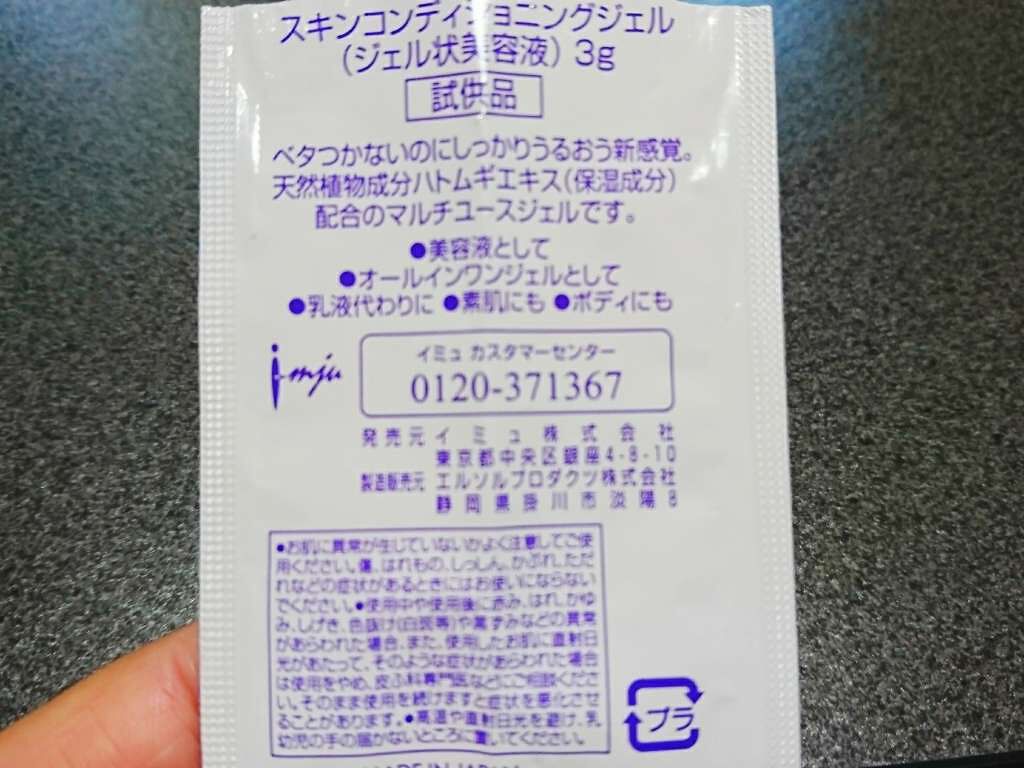 スキンコンディショニングジェル
（ジェル状美容液）3g
試供品
ベタつかないのにしっかりうるおう新感覚。
天然植物成分ハトムギエキス（保湿成分）
配合のマルチユースジェルです。
●美容液として
●オールインワンジェルとして
●乳液代わりに ●素肌にも ●ボディにも
imju
イミュ カスタマーセンター
0120-371367
発売元 イミュ株式会社
東京都中央区銀座4-8-10
製造販売元 エルソルプロダクツ株式会社
静岡県掛川市淡陽8
●お肌に異常が生じていないかよく注意してご使
用ください。傷、はれもの、しっしん、かぶれ、ただ
れなどの症状があるときにはお使いにならない
でください。●使用中や使用後に赤み、はれ、かゆ
み、しげき、色抜け(白斑等)や黒ずみなどの異常
があらわれた場合、また、使用したお肌に直射日
光があたって、そのような症状があらわれた場合
は使用をやめ、皮ふ科専門医などにご相談くださ
い。そのまま使用を続けますと症状を悪化させ
ることがあります。●高温や直射日光を避け、乳
幼児の手の届かないところに置いてください。
プラ
MADE IN JAPAN